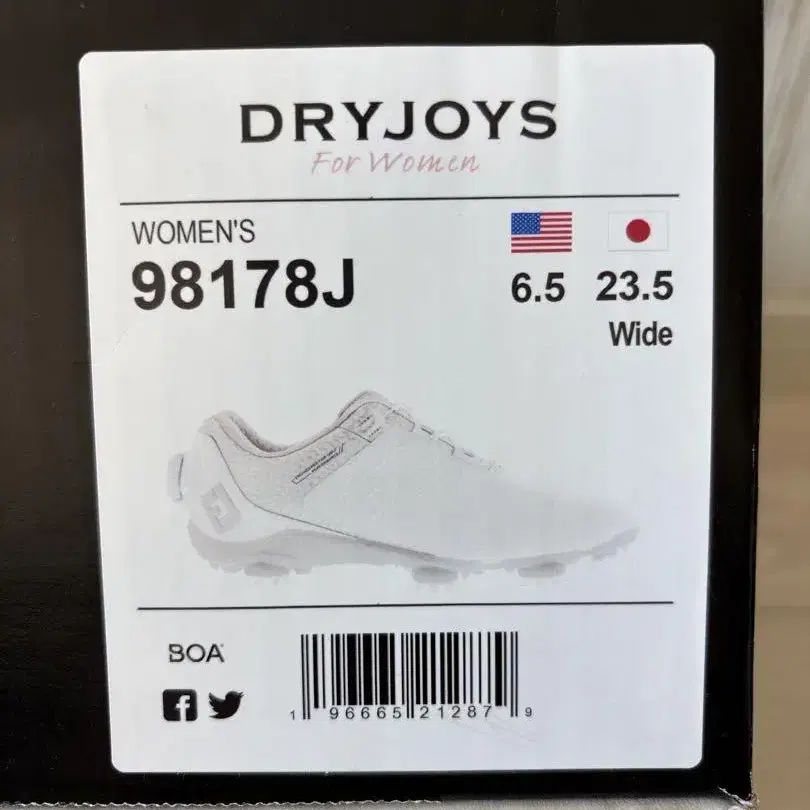 DRYJOYS
For Women
WOMEN'S
98178J
6.5 23.5
Wide
BOA
1 96665 21287 9